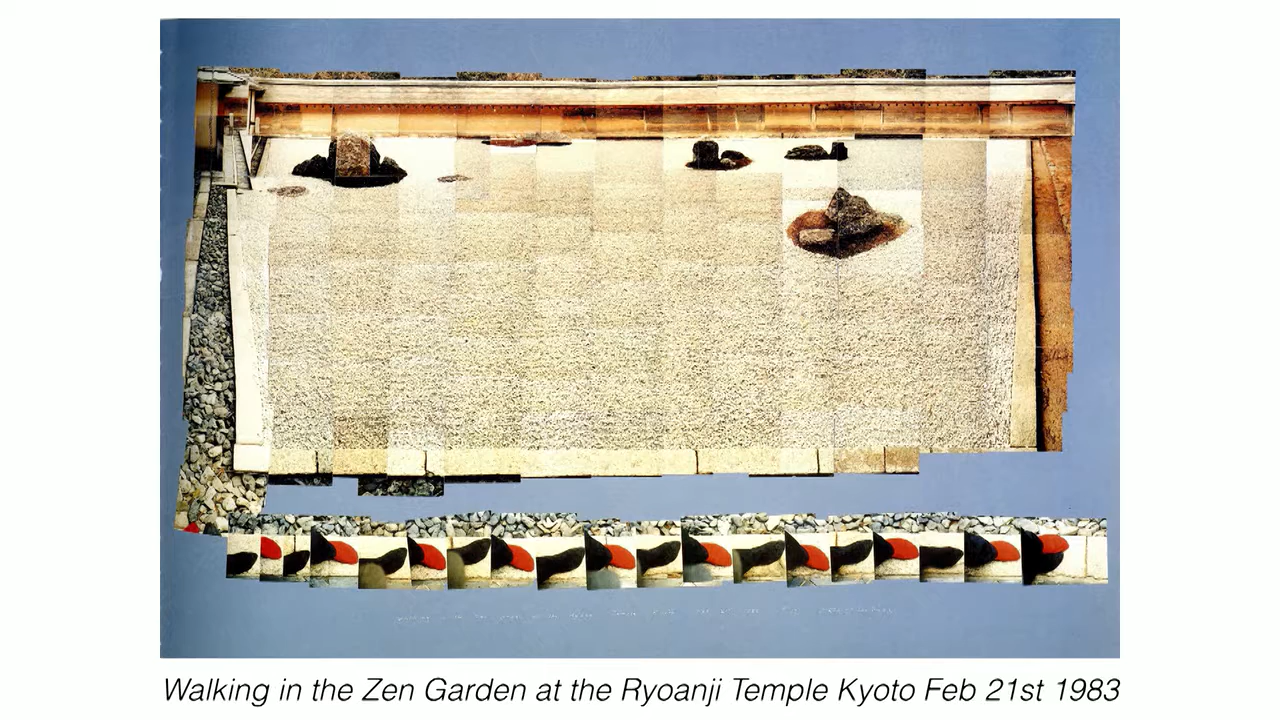 Walking in the Zen Garden at the Ryoanji Temple Kyoto Feb 21st 1983